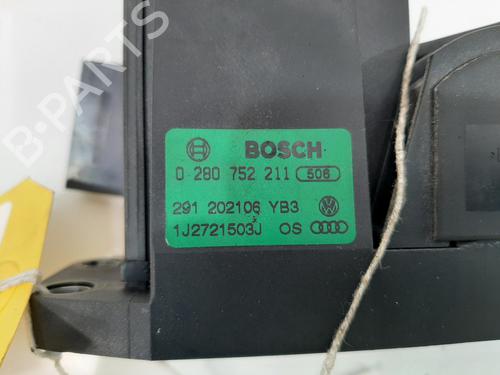 B-PARTS
BOSCH
0 280 752 211 506
291 202106 YB3
1J2721503J OS